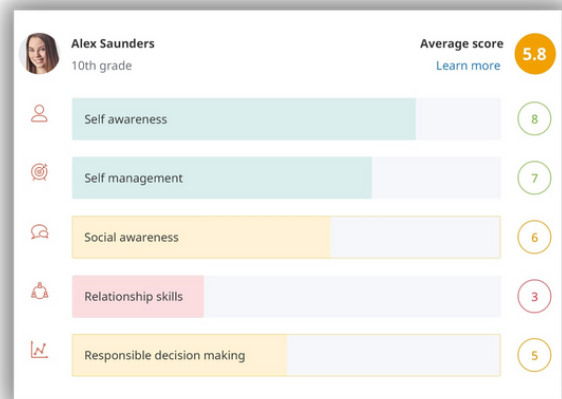 Alex Saunders
10th grade
Average score
Learn more
5.8
Self awareness
8
Self management
7
Social awareness
6
Relationship skills
3
Responsible decision making
5